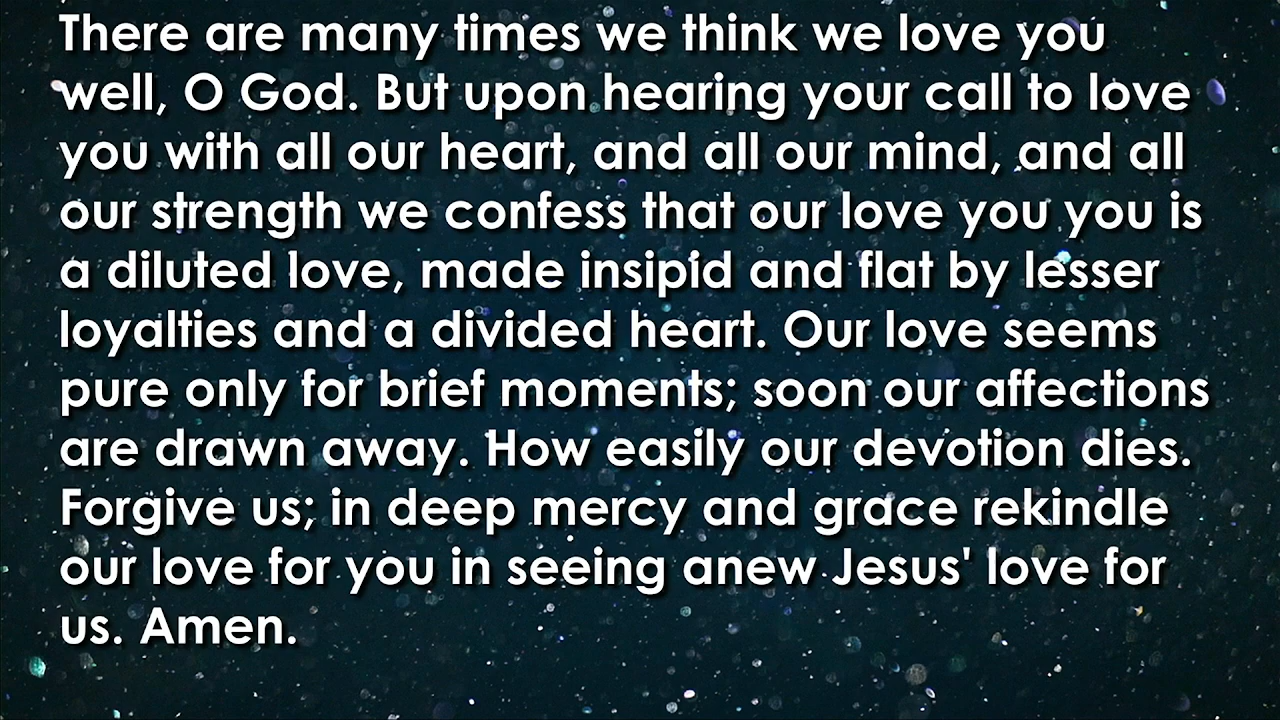 There are many times we think we love you
well, O God. But upon hearing your call to love
you with all our heart, and all our mind, and all
our strength we confess that our love you you is
a diluted love, made insipid and flat by lesser
loyalties and a divided heart. Our love seems
pure only for brief moments; soon our affections
are drawn away. How easily our devotion dies.
Forgive us; in deep mercy and grace rekindle
our love for you in seeing anew Jesus' love for
us. Amen.